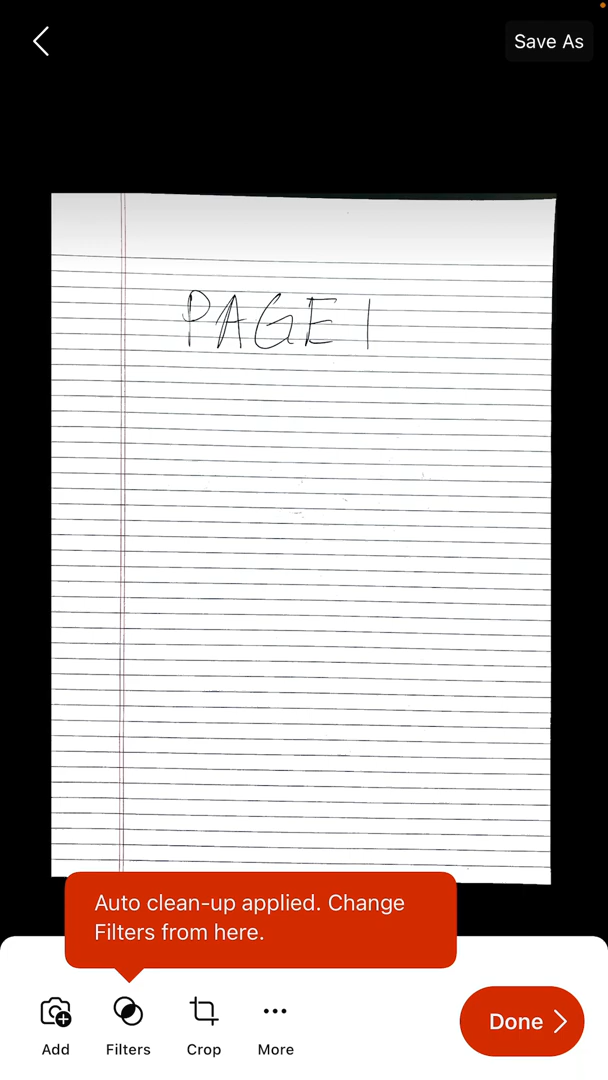 Save As
PAGE 1
Auto clean-up applied. Change
Filters from here.
Add
Filters
Crop
More
Done